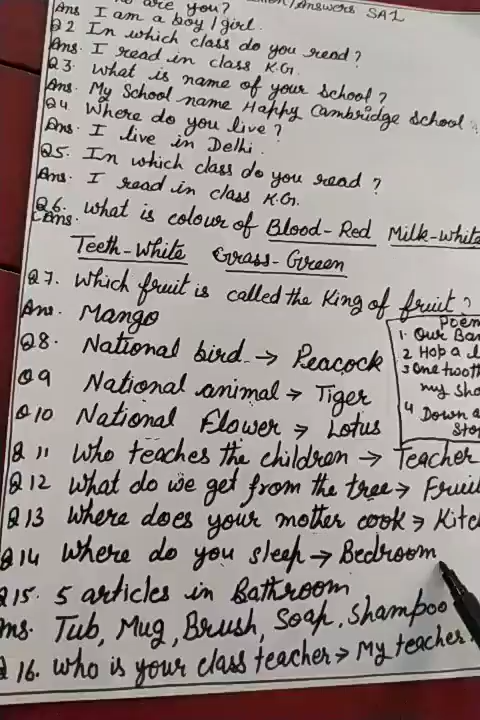 are you?
/Answers SA1
Ans I am a boy/girl.
Q2 In which class do you read?
Ans. I read in class K.G.
Q3. What is name of your school?
Ans. My School name Happy Cambridge School.
Q4. Where do you live?
Ans. I live in Delhi.
Q5. In which class do you read?
Ans. I read in class K.G.
Q6. what is colour of Blood-Red Milk-white
Ans.
Teeth-White Grass-Green
Q7. Which fruit is called the King of fruit?
Ans. Mango
Q8. National bird → Peacock
Q9 National animal → Tiger
Q10 National Flower → Lotus
Poem
1. Our
2 Hop a
3 One
my
4 Down
Q11 Who teaches the children → Teacher
Q12 What do we get from the tree → Fruit
Q13 Where does your mother cook →
Q14 Where do you sleep → Bedroom
Q15. 5 articles in Bathroom
Ans. Tub, Mug, Brush, Soap, Shampoo
Q16. Who is your class teacher → My teacher